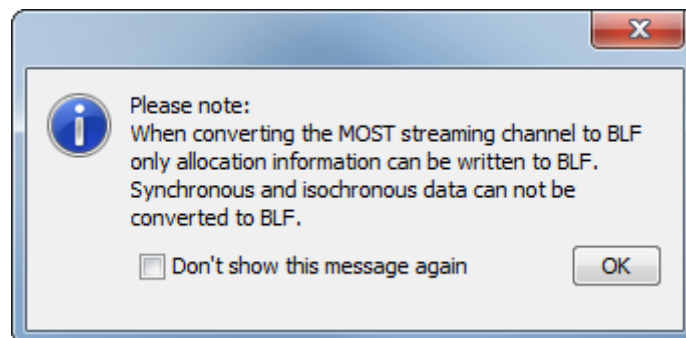 Please note:
When converting the MOST streaming channel to BLF
only allocation information can be written to BLF.
Synchronous and isochronous data can not be
converted to BLF.
Don't show this message again
OK